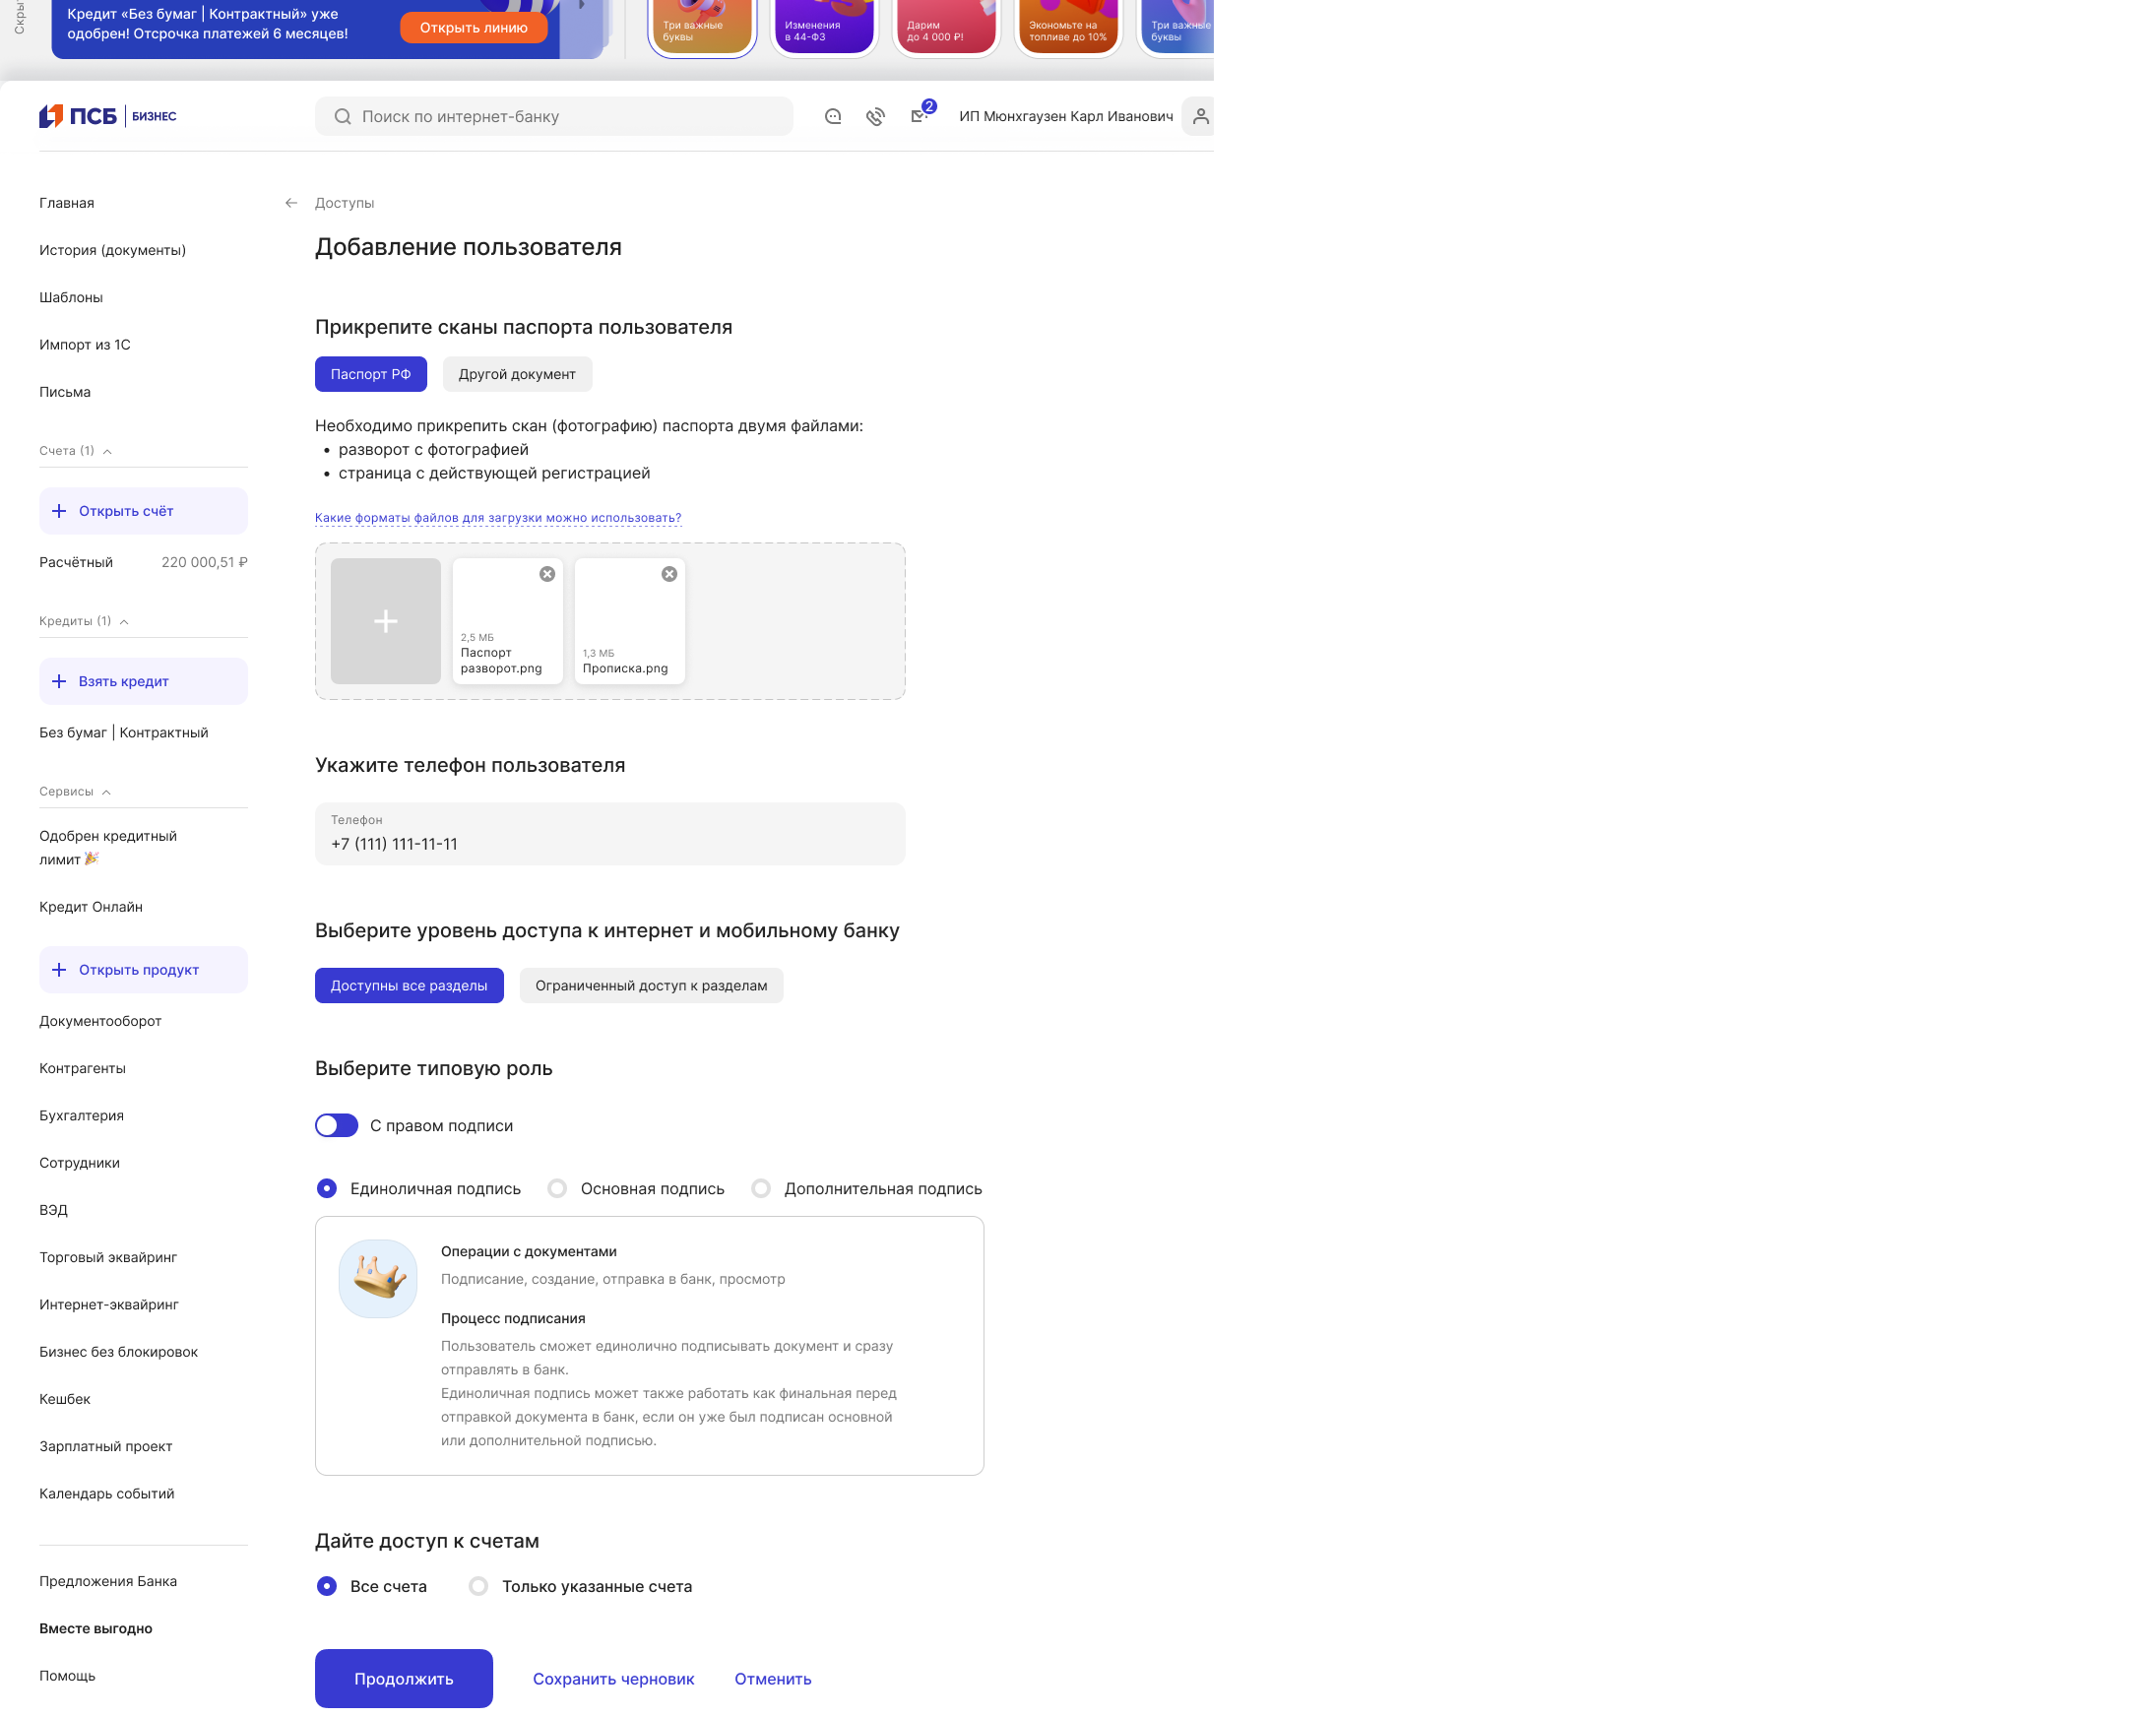 Кредит «Без бумаг | Контрактный» уже
одобрен! Отсрочка платежей 6 месяцев!
Открыть линию
Три важные
буквы
Изменения
в 44-ФЗ
Дарим
до 4 000 ₽!
Экономьте на
топливе до 10%
Три важные
буквы
ПСБ | БИЗНЕС
Поиск по интернет-банку
2
ИП Мюнхгаузен Карл Иванович
Главная
История (документы)
Шаблоны
Импорт из 1С
Письма
Счета (1)
Открыть счёт
Расчётный 220 000,51 ₽
Кредиты (1)
Взять кредит
Без бумаг | Контрактный
Сервисы
Одобрен кредитный
лимит 🎉
Кредит Онлайн
Открыть продукт
Документооборот
Контрагенты
Бухгалтерия
Сотрудники
ВЭД
Торговый эквайринг
Интернет-эквайринг
Бизнес без блокировок
Кешбек
Зарплатный проект
Календарь событий
Предложения Банка
Вместе выгодно
Помощь
Доступы
Добавление пользователя
Прикрепите сканы паспорта пользователя
Паспорт РФ
Другой документ
Необходимо прикрепить скан (фотографию) паспорта двумя файлами:
• разворот с фотографией
• страница с действующей регистрацией
Какие форматы файлов для загрузки можно использовать?
2,5 МБ
Паспорт
разворот.png
1,3 МБ
Прописка.png
Укажите телефон пользователя
Телефон
+7 (111) 111-11-11
Выберите уровень доступа к интернет и мобильному банку
Доступны все разделы
Ограниченный доступ к разделам
Выберите типовую роль
С правом подписи
Единоличная подпись
Основная подпись
Дополнительная подпись
Операции с документами
Подписание, создание, отправка в банк, просмотр
Процесс подписания
Пользователь сможет единолично подписывать документ и сразу
отправлять в банк.
Единоличная подпись может также работать как финальная перед
отправкой документа в банк, если он уже был подписан основной
или дополнительной подписью.
Дайте доступ к счетам
Все счета
Только указанные счета
Продолжить
Сохранить черновик
Отменить